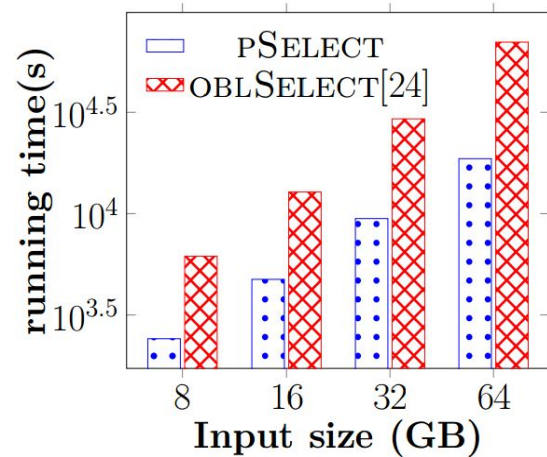 PSELECT
OBLSELECT[24]
10^4.5
10^4
10^3.5
running time(s)
8 16 32 64
Input size (GB)